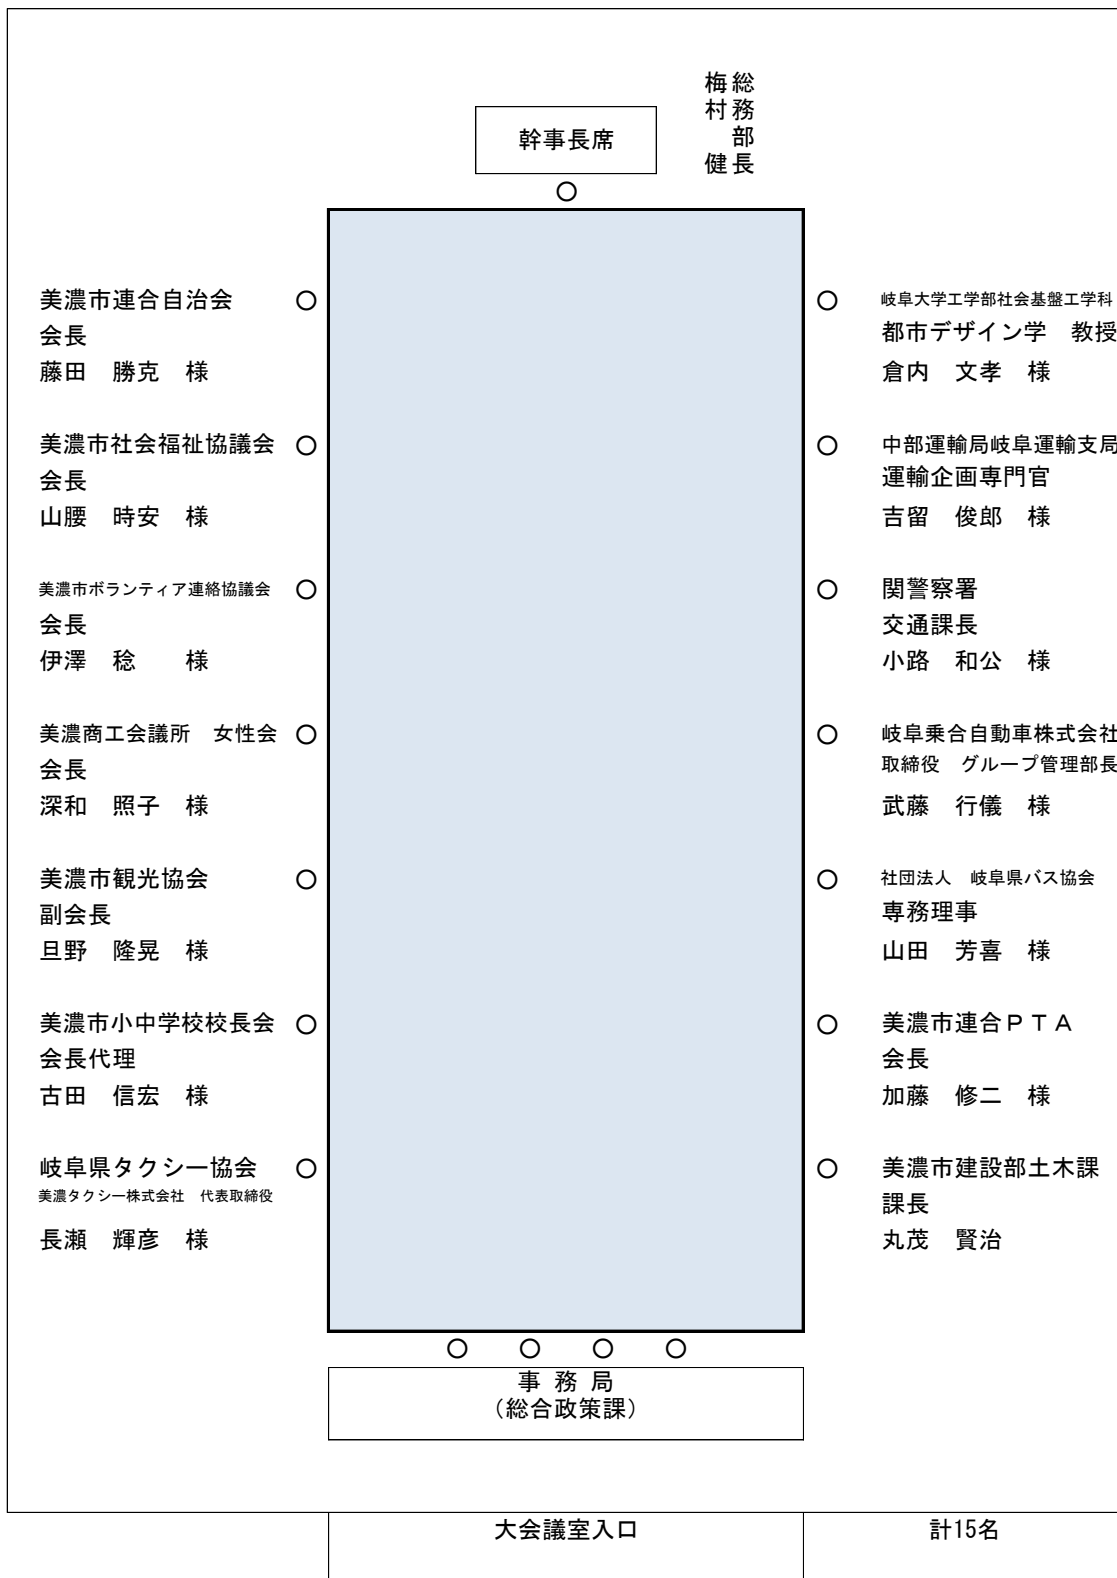 幹事長席
総務部長
梅村　健
美濃市連合自治会
会長
藤田　勝克　様
美濃市社会福祉協議会
会長
山腰　時安　様
美濃市ボランティア連絡協議会
会長
伊澤　稔　　様
美濃商工会議所　女性会
会長
深和　照子　様
美濃市観光協会
副会長
旦野　隆晃　様
美濃市小中学校校長会
会長代理
古田　信宏　様
岐阜県タクシー協会
美濃タクシー株式会社　代表取締役
長瀬　輝彦　様
岐阜大学工学部社会基盤工学科
都市デザイン学　教授
倉内　文孝　様
中部運輸局岐阜運輸支局
運輸企画専門官
吉留　俊郎　様
関警察署
交通課長
小路　和公　様
岐阜乗合自動車株式会社
取締役　グループ管理部長
武藤　行儀　様
社団法人　岐阜県バス協会
専務理事
山田　芳喜　様
美濃市連合ＰＴＡ
会長
加藤　修二　様
美濃市建設部土木課
課長
丸茂　賢治
事 務 局
（総合政策課）
大会議室入口
計15名